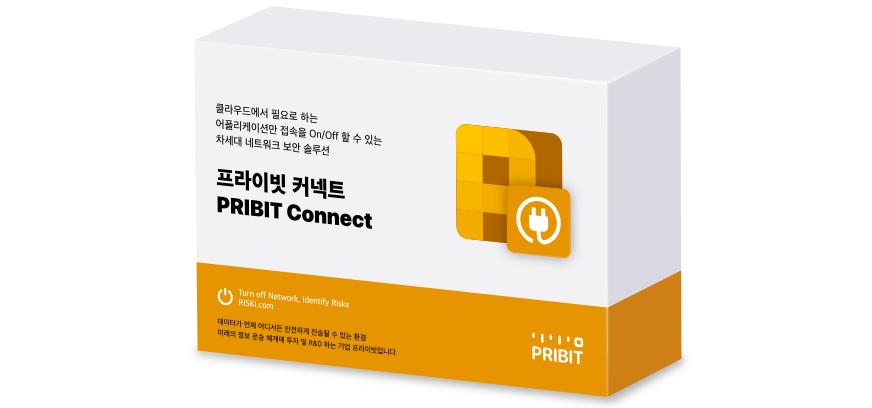 클라우드에서 필요로 하는
어플리케이션만 접속을 On/Off 할 수 있는
차세대 네트워크 보안 솔루션
프라이빗 커넥트
PRIBIT Connect
Turn off Network, Identify Risks
RISKi.com
데이터가 언제 어디서든 안전하게 전송될 수 있는 환경
미래의 정보 운송 체계에 투자 및 R&D 하는 기업 프라이빗입니다.
PRIBIT